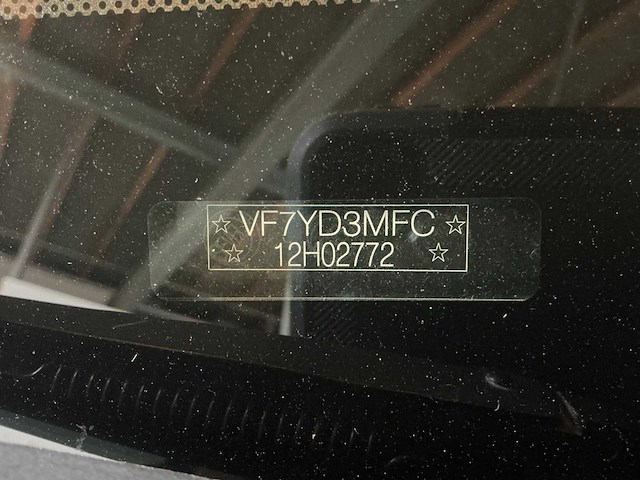 ☆ VF7YD3MFC ☆
☆ 12H02772 ☆